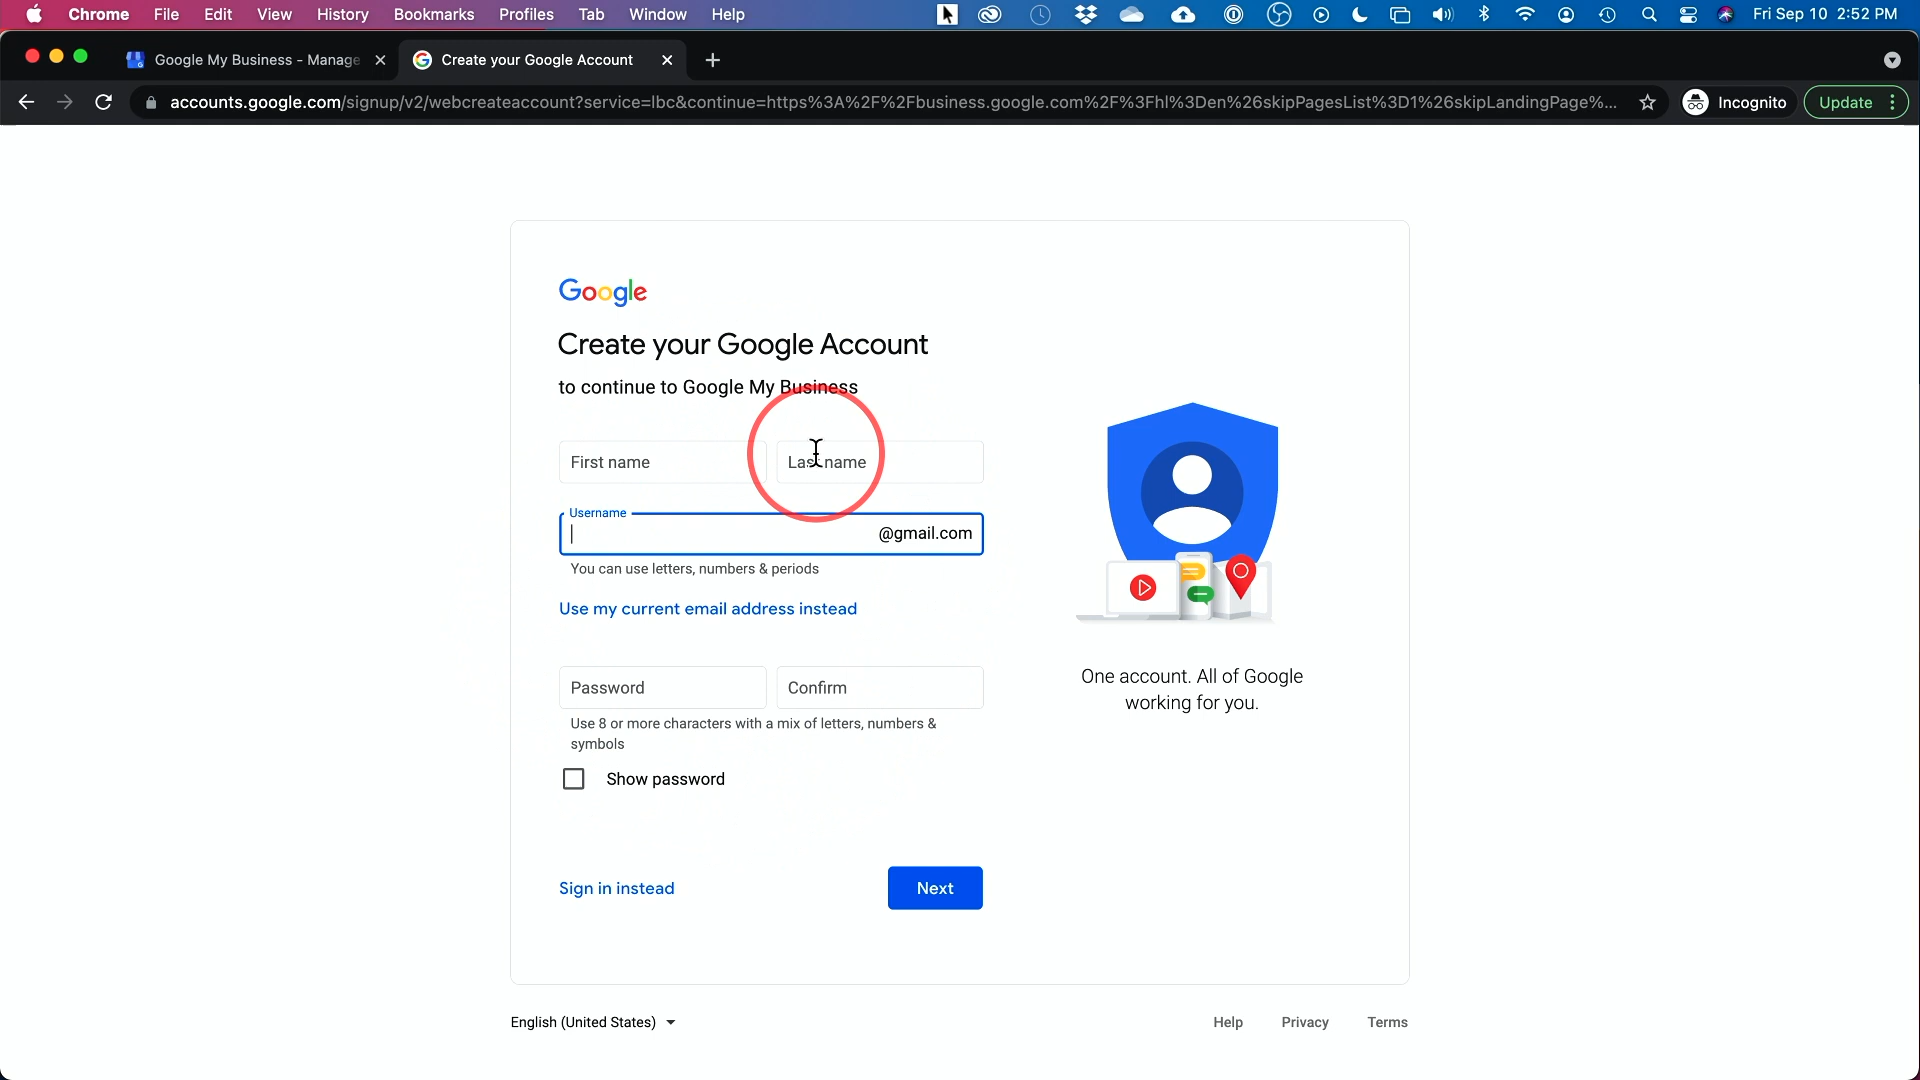 Chrome File Edit View History Bookmarks Profiles Tab Window Help Fri Sep 10 2:52 PM
Google My Business - Manage Create your Google Account
accounts.google.com/signup/v2/webcreateaccount?service=lbc&continue=https%3A%2F%2Fbusiness.google.com%2F%3Fhl%3Den%26skipPagesList%3D1%26skipLandingPage%... Incognito Update
Google
Create your Google Account
to continue to Google My Business
First name Last name
Username
@gmail.com
You can use letters, numbers & periods
Use my current email address instead
Password Confirm
Use 8 or more characters with a mix of letters, numbers &
symbols
Show password
Sign in instead Next
One account. All of Google
working for you.
English (United States) Help Privacy Terms